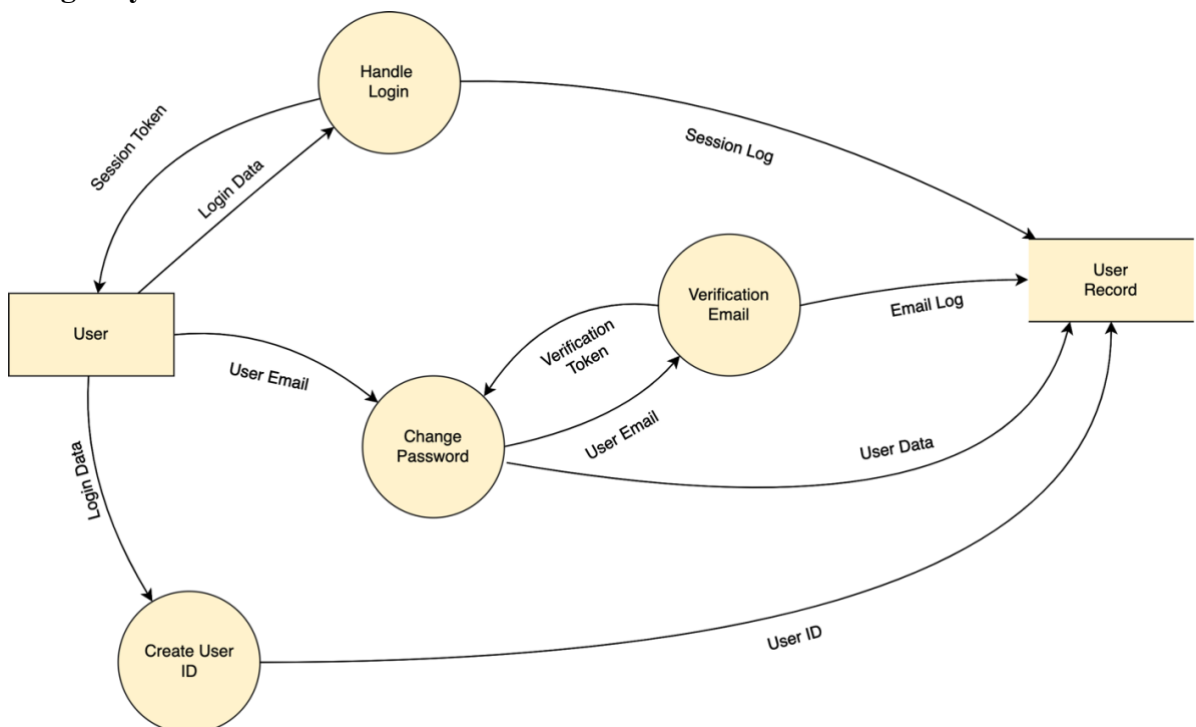 Handle
Login
Session Token
Login Data
Session Log
User
Record
Verification
Email
Email Log
User
Verification
Token
User Email
User Email
Change
Password
User Data
Login Data
Create User
ID
User ID